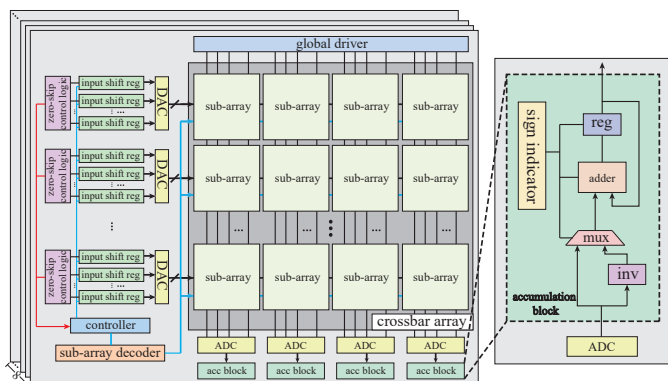 global driver
zero-skip
control logic
input shift reg
input shift reg
...
input shift reg
DAC
sub-array
sub-array
sub-array
sub-array
zero-skip
control logic
input shift reg
input shift reg
...
input shift reg
DAC
sub-array
sub-array
sub-array
sub-array
...
...
...
...
...
zero-skip
control logic
input shift reg
input shift reg
...
input shift reg
DAC
sub-array
sub-array
sub-array
sub-array
crossbar array
controller
sub-array decoder
ADC
ADC
ADC
ADC
acc block
acc block
acc block
acc block
sign indicator
reg
adder
mux
inv
accumulation
block
ADC